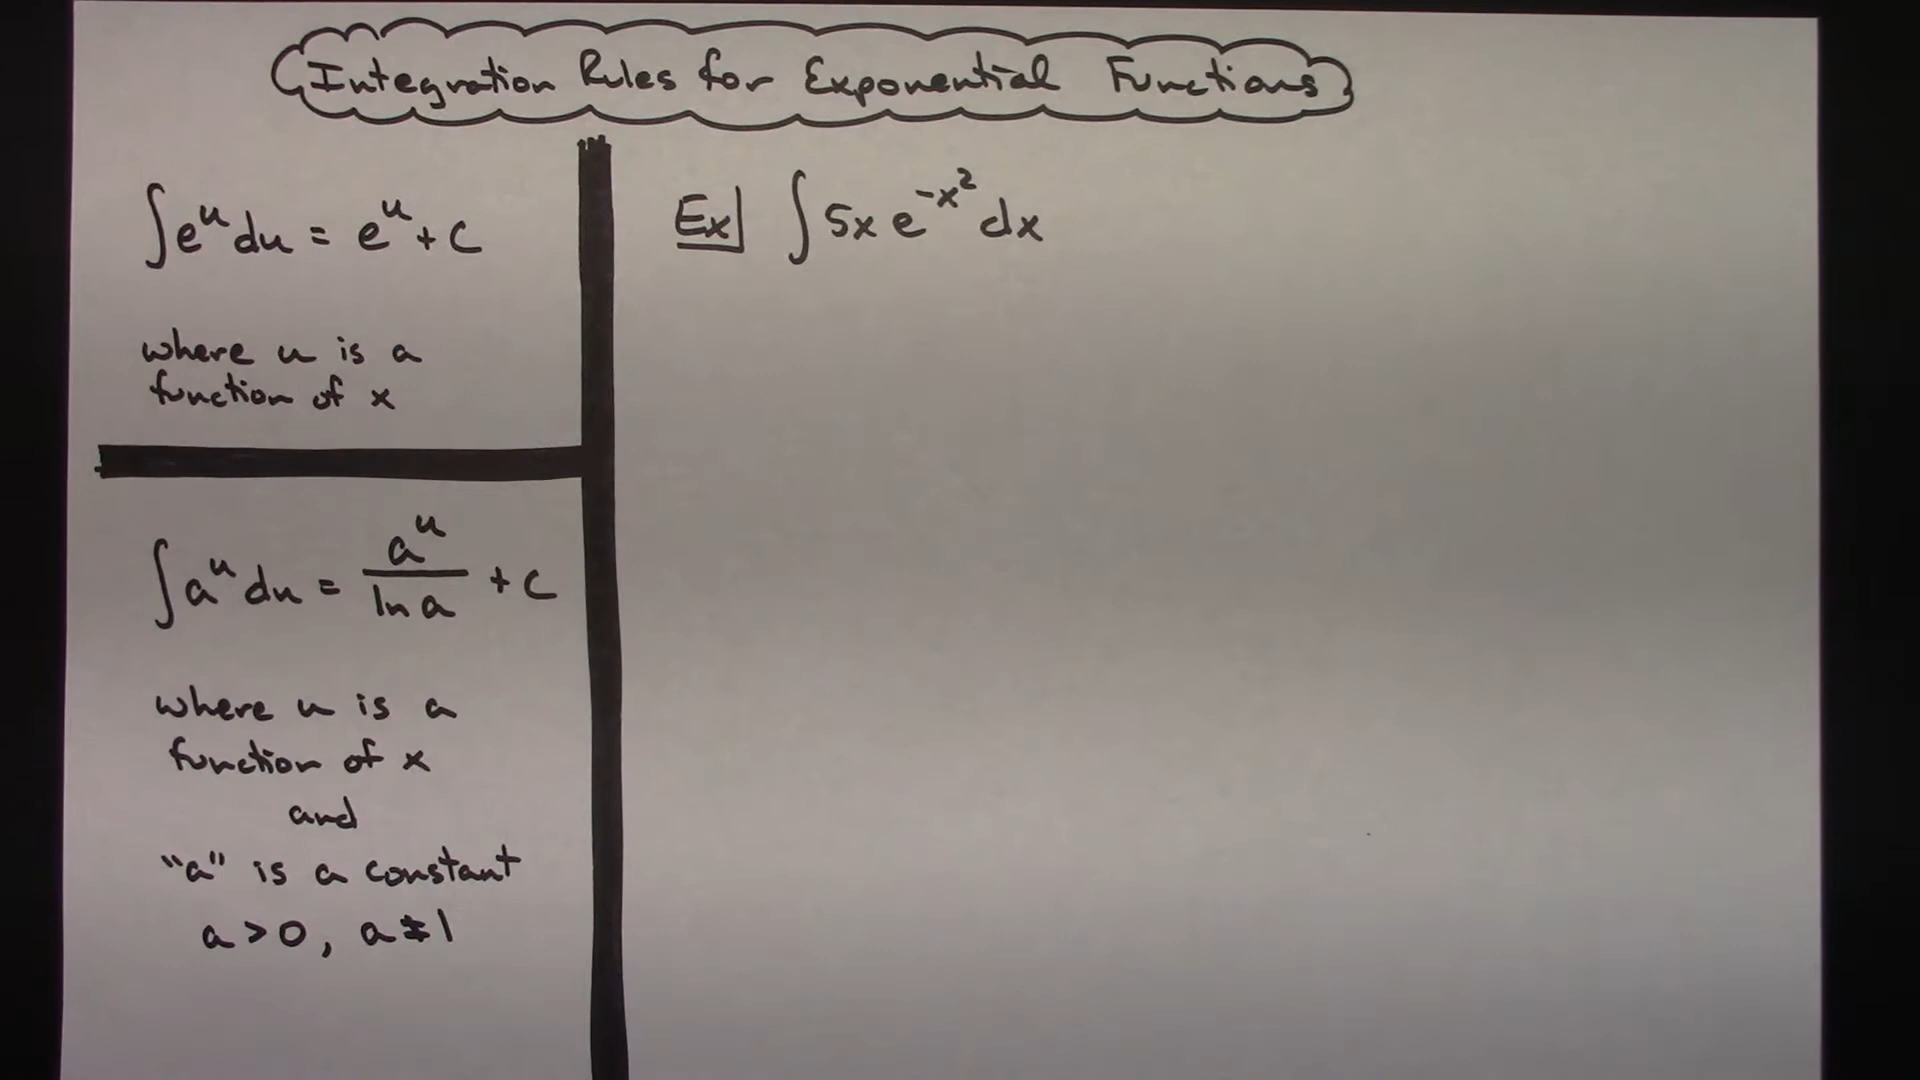 Integration Rules for Exponential Functions
∫e^u du = e^u + C
where u is a
function of x
∫a^u du = a^u / ln a + C
where u is a
function of x
and
"a" is a constant
a > 0, a ≠ 1
Ex ∫5x e^{-x^2} dx